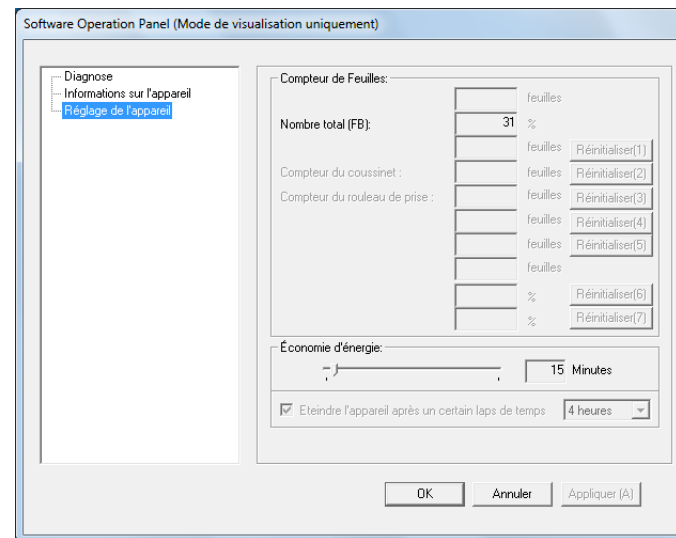 Software Operation Panel (Mode de visualisation uniquement)
Diagnose
Informations sur l'appareil
Réglage de l'appareil
Compteur de Feuilles:
feuilles
Nombre total (FB): 31 %
feuilles Réinitialiser(1)
Compteur du coussinet : feuilles Réinitialiser(2)
Compteur du rouleau de prise : feuilles Réinitialiser(3)
feuilles Réinitialiser(4)
feuilles Réinitialiser(5)
feuilles
% Réinitialiser(6)
% Réinitialiser(7)
Économie d'énergie:
15 Minutes
Eteindre l'appareil après un certain laps de temps 4 heures
OK Annuler Appliquer (A)